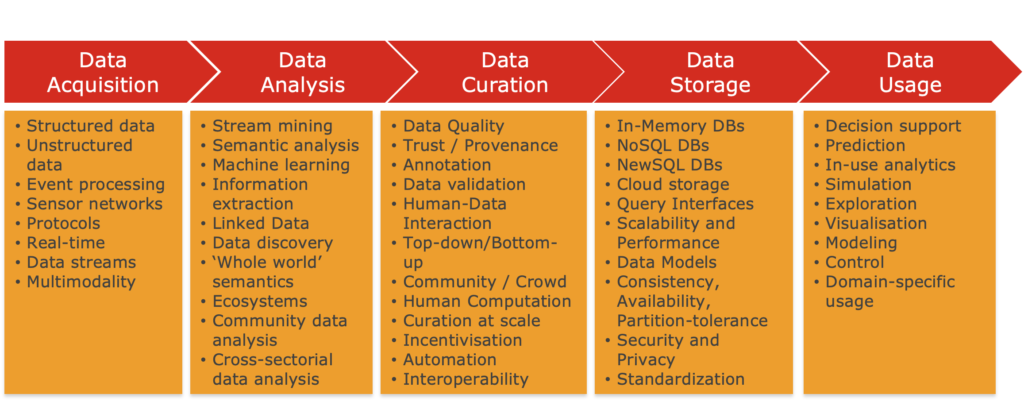 Data
Acquisition
Data
Analysis
Data
Curation
Data
Storage
Data
Usage
• Structured data
• Unstructured
data
• Event processing
• Sensor networks
• Protocols
• Real-time
• Data streams
• Multimodality
• Stream mining
• Semantic analysis
• Machine learning
• Information
extraction
• Linked Data
• Data discovery
• ‘Whole world’
semantics
• Ecosystems
• Community data
analysis
• Cross-sectorial
data analysis
• Data Quality
• Trust / Provenance
• Annotation
• Data validation
• Human-Data
Interaction
• Top-down/Bottom-
up
• Community / Crowd
• Human Computation
• Curation at scale
• Incentivisation
• Automation
• Interoperability
• In-Memory DBs
• NoSQL DBs
• NewSQL DBs
• Cloud storage
• Query Interfaces
• Scalability and
Performance
• Data Models
• Consistency,
Availability,
Partition-tolerance
• Security and
Privacy
• Standardization
• Decision support
• Prediction
• In-use analytics
• Simulation
• Exploration
• Visualisation
• Modeling
• Control
• Domain-specific
usage